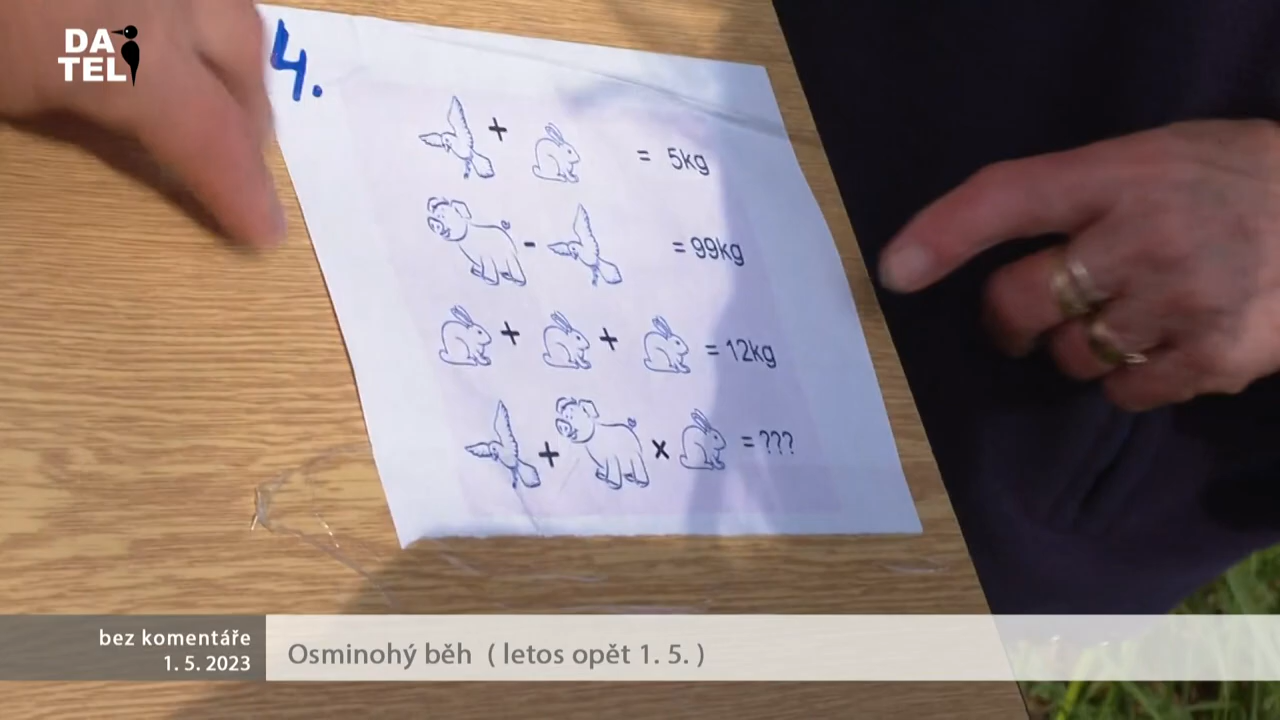 DA
TEL
4.
+ = 5kg
- = 99kg
+ + = 12kg
+ x = ???
bez komentáře
1. 5. 2023
Osminohý běh ( letos opět 1. 5. )